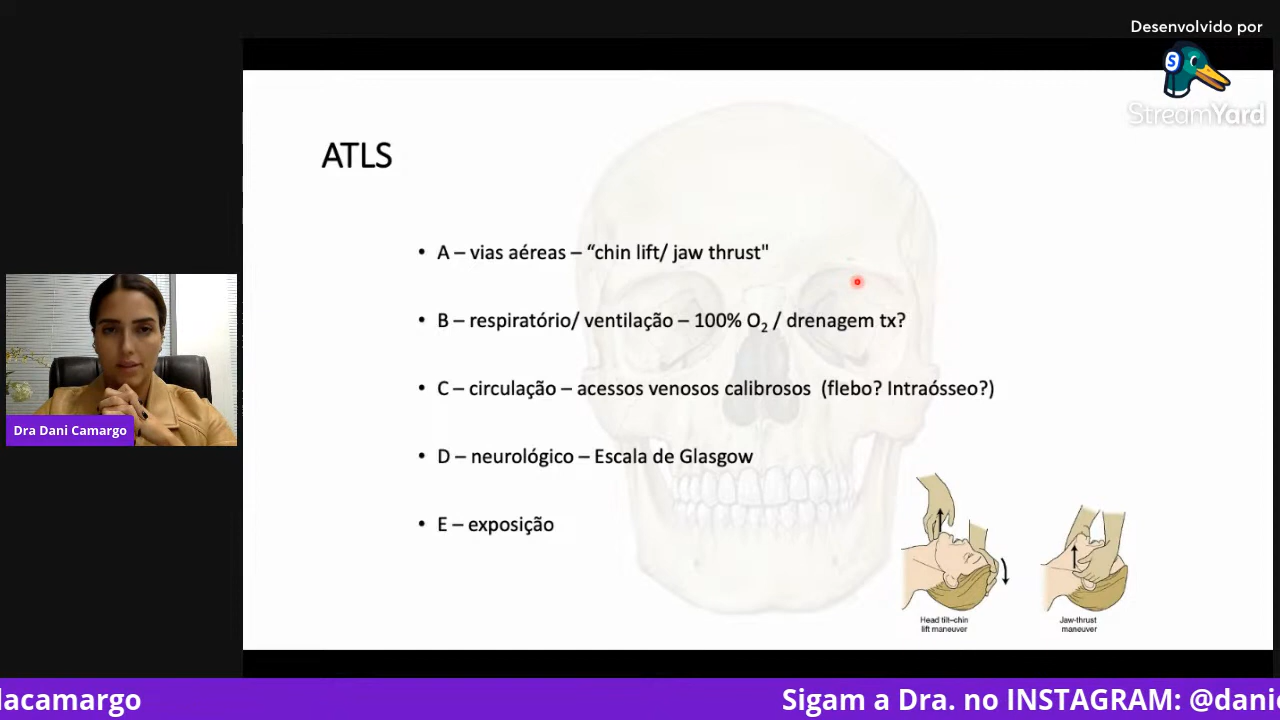 Desenvolvido por
StreamYard
ATLS
• A – vias aéreas – “chin lift/ jaw thrust"
• B – respiratório/ ventilação – 100% O₂ / drenagem tx?
• C – circulação – acessos venosos calibrosos (flebo? Intraósseo?)
• D – neurológico – Escala de Glasgow
• E – exposição
Dra Dani Camargo
Head tilt–chin
lift maneuver
Jaw-thrust
maneuver
lacamargo Sigam a Dra. no INSTAGRAM: @danie